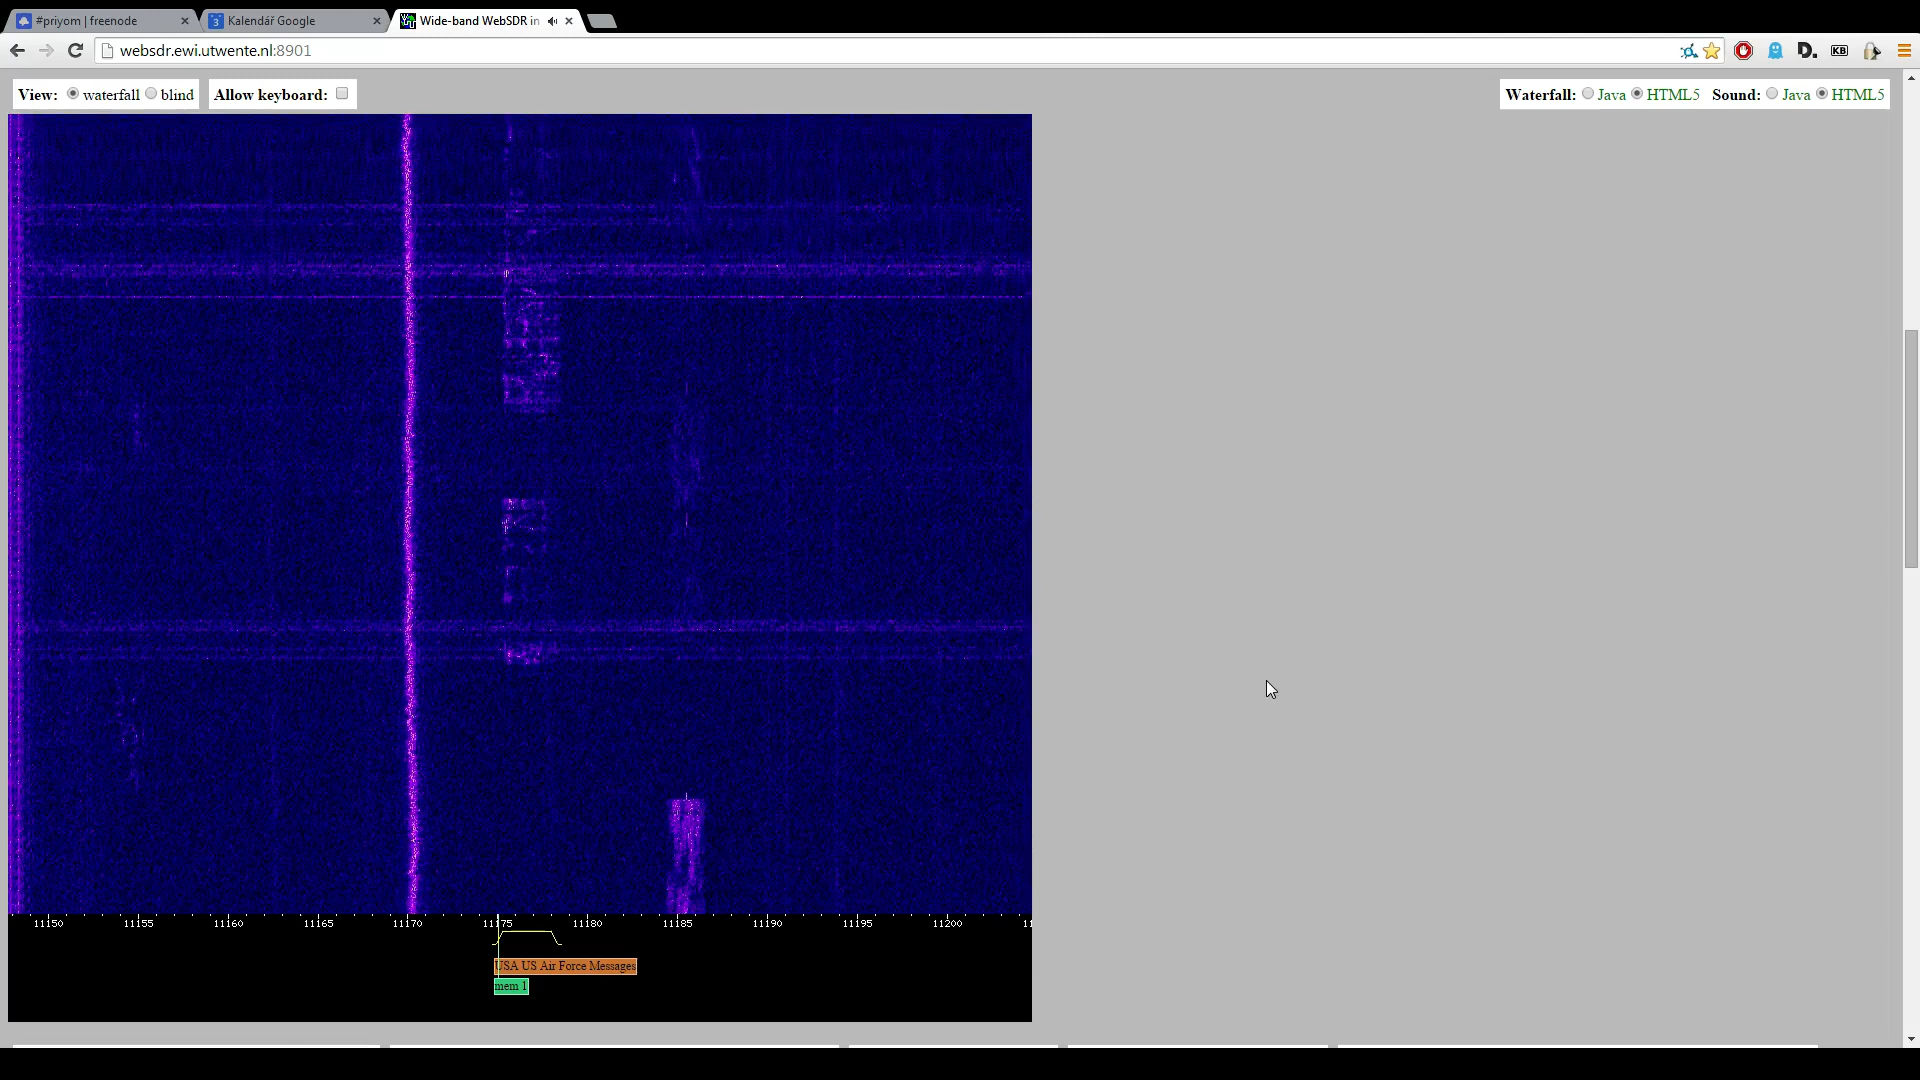 #priyom | freenode
Kalendář Google
Wide-band WebSDR in
websdr.ewi.utwente.nl:8901
D.
KB
View: waterfall blind
Allow keyboard:
Waterfall: Java HTML5 Sound: Java HTML5
11150 11155 11160 11165 11170 11175 11180 11185 11190 11195 11200 1
USA US Air Force Messages
mem 1